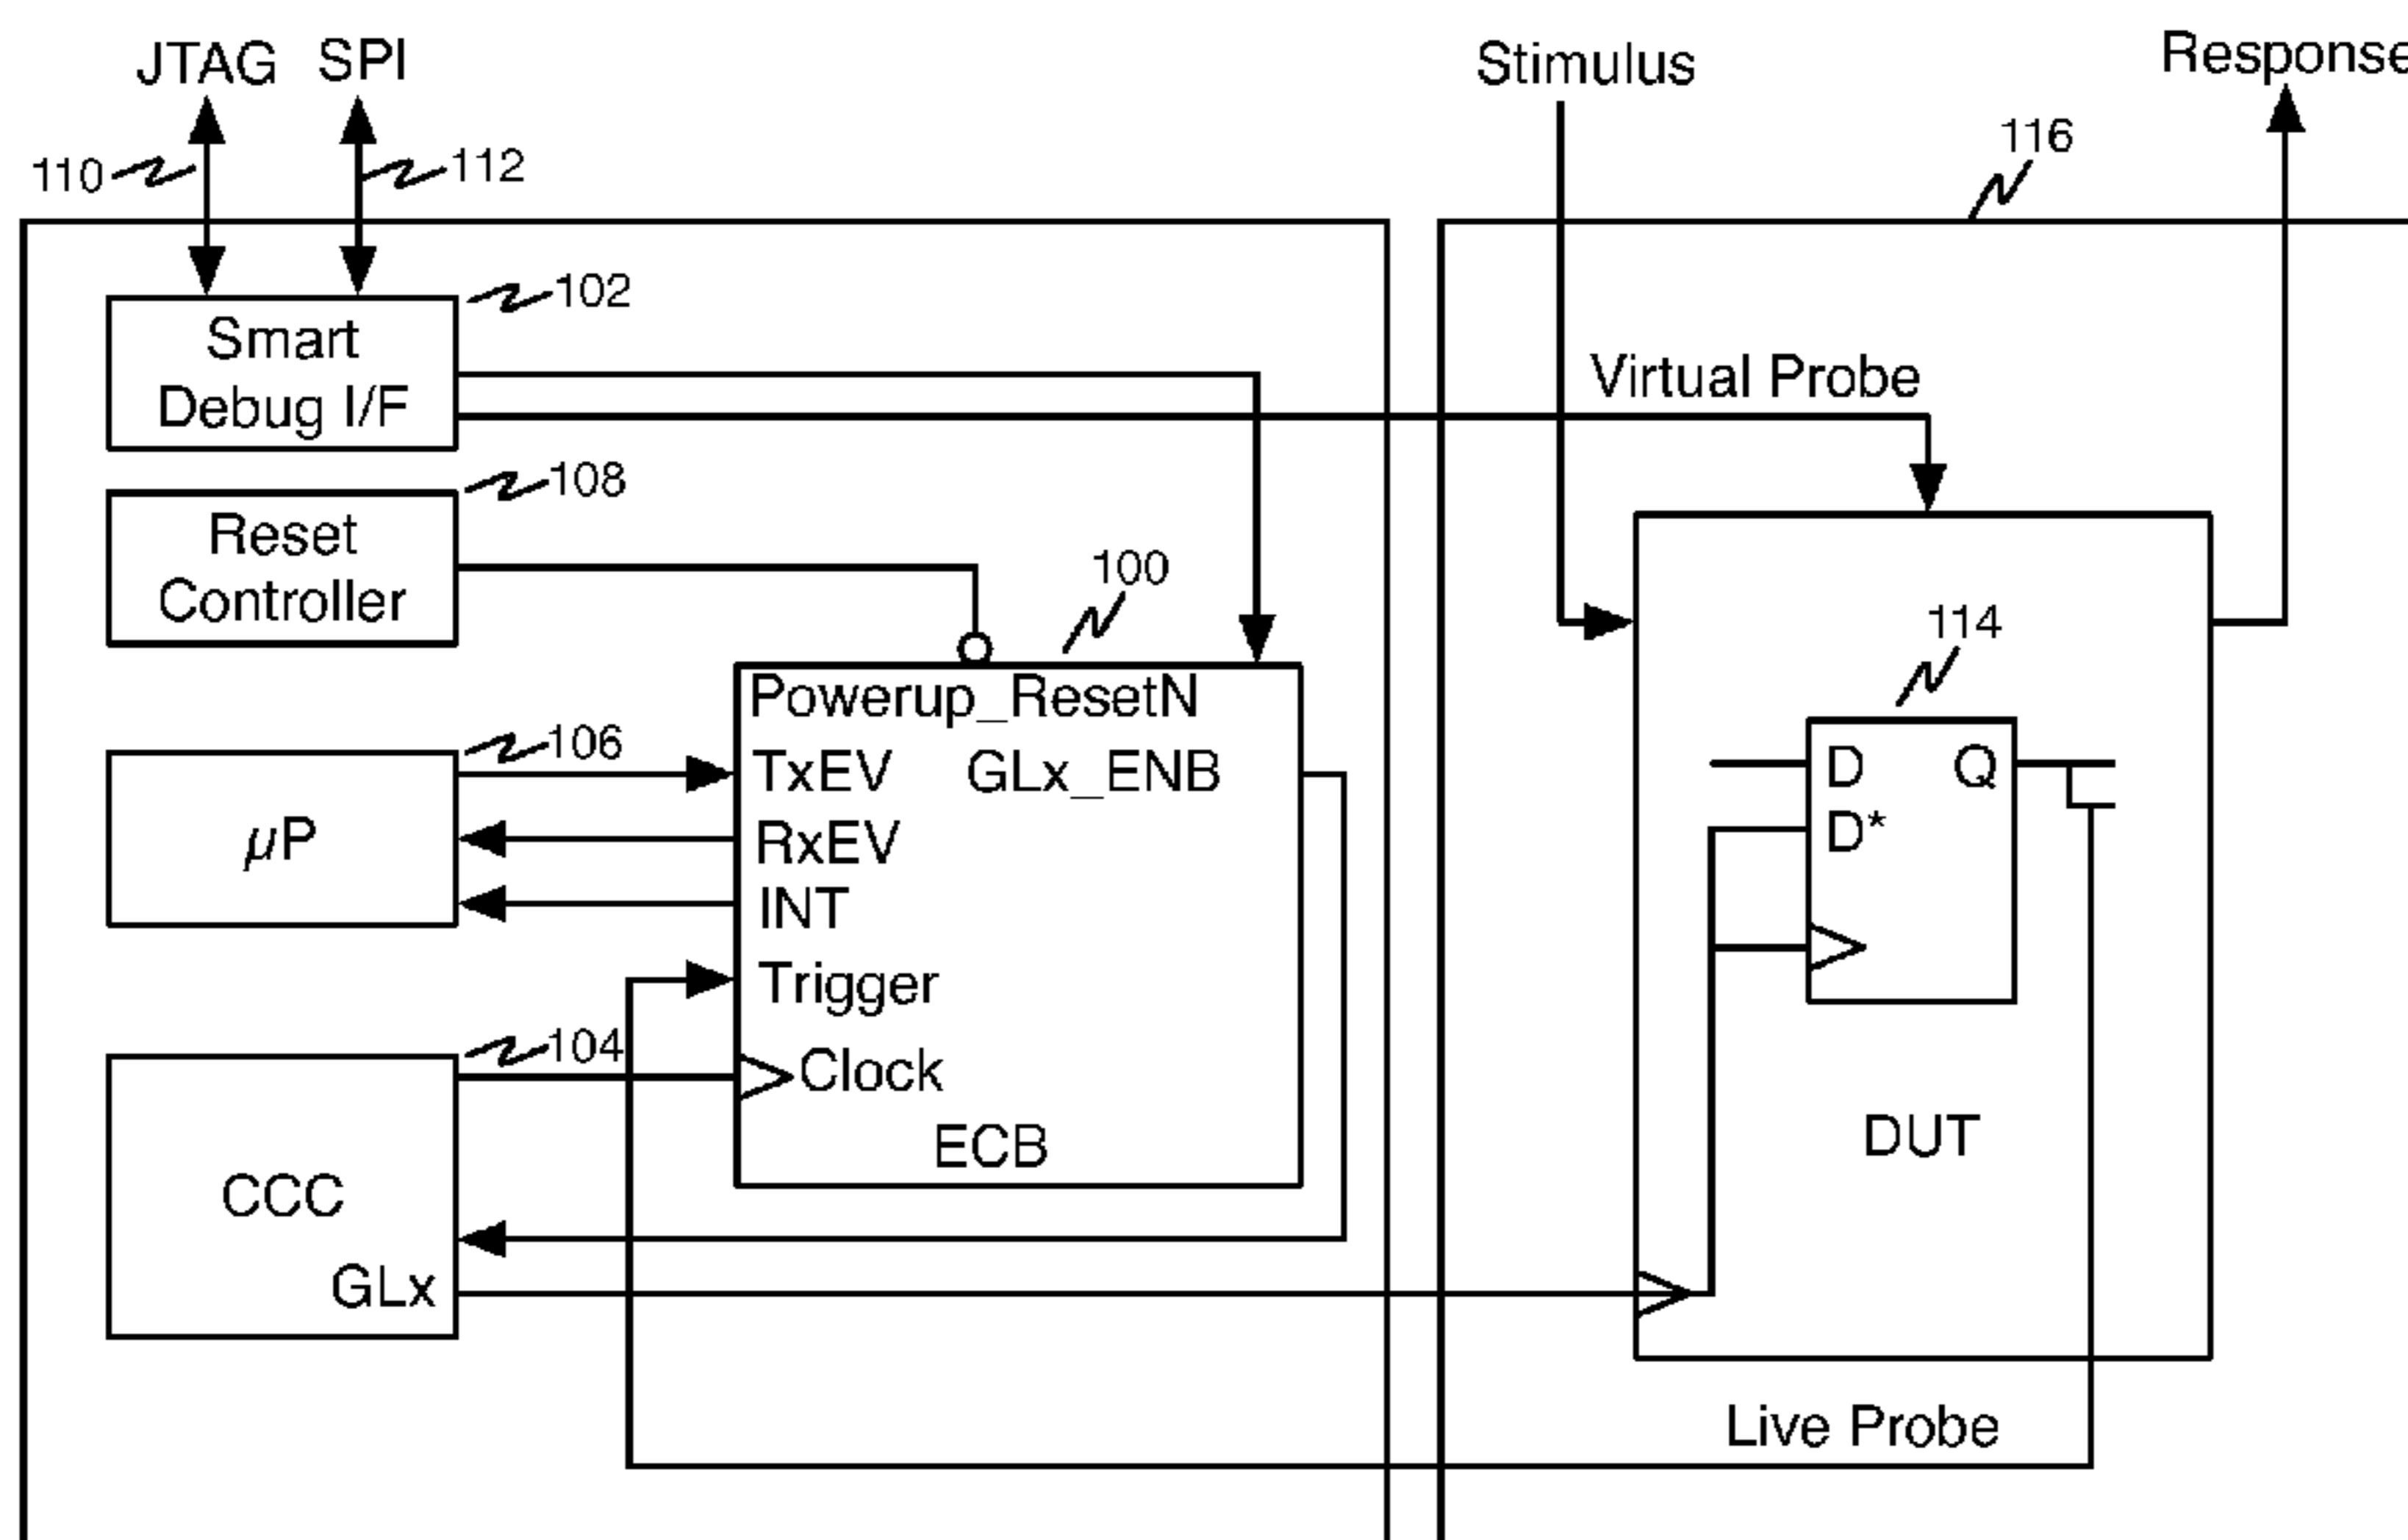 JTAG SPI
Stimulus
Response
110
112
116
102
Smart
Debug I/F
Virtual Probe
108
Reset
Controller
100
114
Powerup_ResetN
106
TxEV GLx_ENB
D Q
µP
RxEV
D*
INT
Trigger
104
Clock
ECB
DUT
CCC
GLx
Live Probe